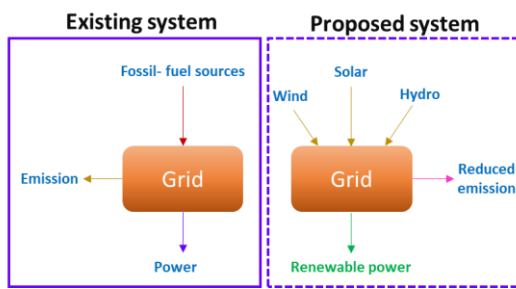 Existing system
Proposed system
Fossil- fuel sources
Solar
Wind
Hydro
Grid
Grid
Emission
Reduced
emission
Power
Renewable power